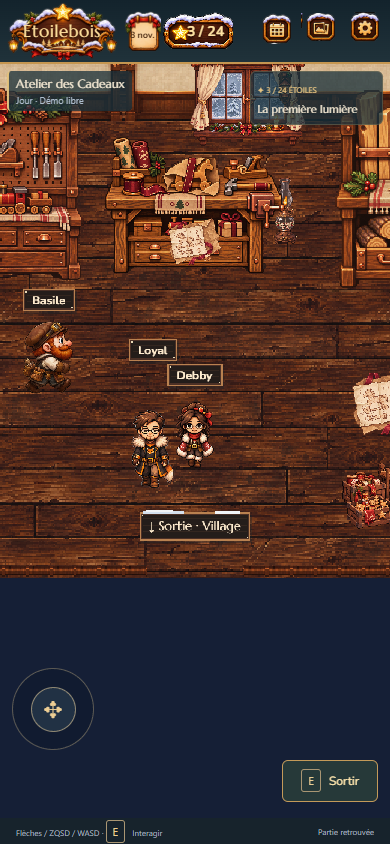 Étoilebois
3 nov.
3 / 24
Atelier des Cadeaux
Jour · Démo libre
✦ 3 / 24 ÉTOILES
La première lumière
Basile
Loyal
Debby
↓ Sortie · Village
E Sortir
Flèches / ZQSD / WASD · E Interagir
Partie retrouvée